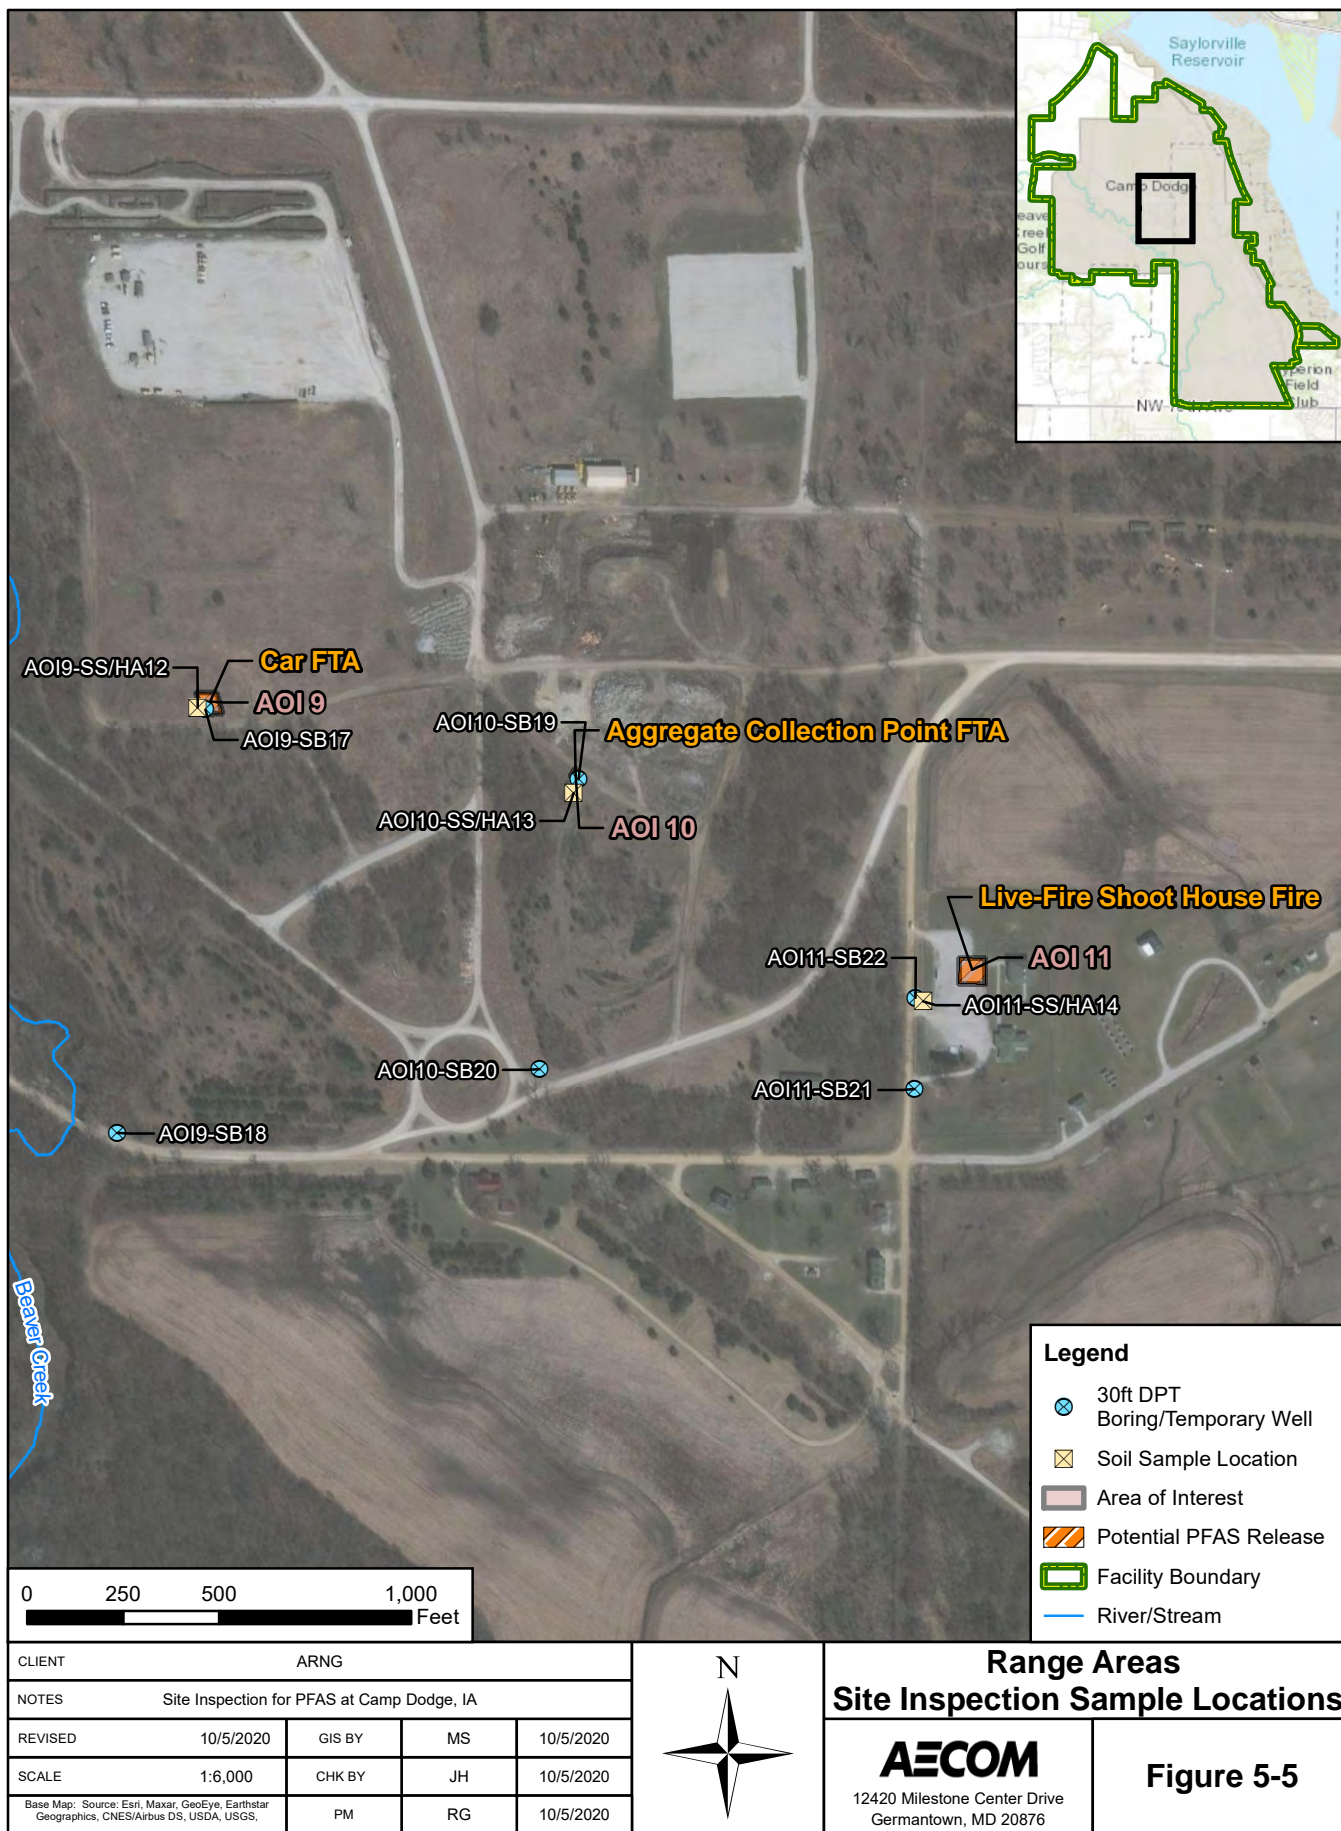 Saylorville
Reservoir
Camp Dodge
Golf
Field
AOI9-SS/HA12
Car FTA
AOI 9
AOI9-SB17
AOI10-SB19
Aggregate Collection Point FTA
AOI10-SS/HA13
AOI 10
Live-Fire Shoot House Fire
AOI11-SB22
AOI 11
AOI11-SS/HA14
AOI10-SB20
AOI11-SB21
AOI9-SB18
Beaver Creek
Legend
30ft DPT
Boring/Temporary Well
Soil Sample Location
Area of Interest
Potential PFAS Release
Facility Boundary
River/Stream
0 250 500 1,000
Feet
CLIENT ARNG
NOTES Site Inspection for PFAS at Camp Dodge, IA
REVISED 10/5/2020 GIS BY MS 10/5/2020
SCALE 1:6,000 CHK BY JH 10/5/2020
Base Map: Source: Esri, Maxar, GeoEye, Earthstar
Geographics, CNES/Airbus DS, USDA, USGS,
PM RG 10/5/2020
N
Range Areas
Site Inspection Sample Locations
AECOM
12420 Milestone Center Drive
Germantown, MD 20876
Figure 5-5